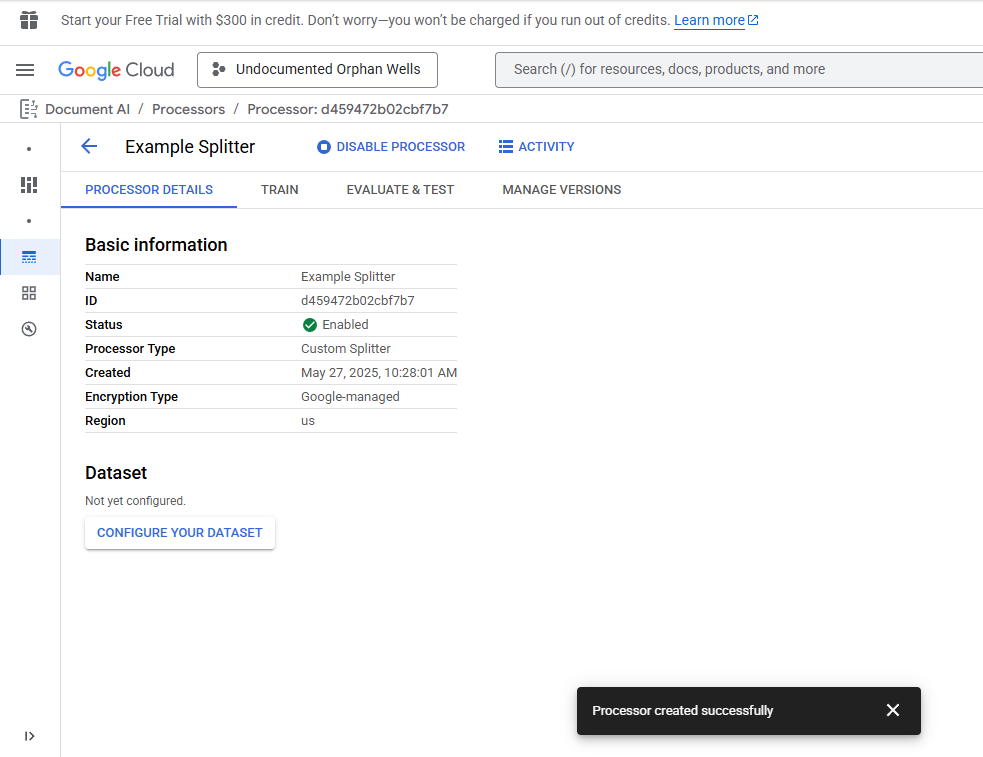 Start your Free Trial with $300 in credit. Don't worry—you won't be charged if you run out of credits. Learn more
Google Cloud
Undocumented Orphan Wells
Search (/) for resources, docs, products, and more
Document AI / Processors / Processor: d459472b02cbf7b7
Example Splitter
DISABLE PROCESSOR
ACTIVITY
PROCESSOR DETAILS
TRAIN
EVALUATE & TEST
MANAGE VERSIONS
Basic information
Name Example Splitter
ID d459472b02cbf7b7
Status Enabled
Processor Type Custom Splitter
Created May 27, 2025, 10:28:01 AM
Encryption Type Google-managed
Region us
Dataset
Not yet configured.
CONFIGURE YOUR DATASET
Processor created successfully